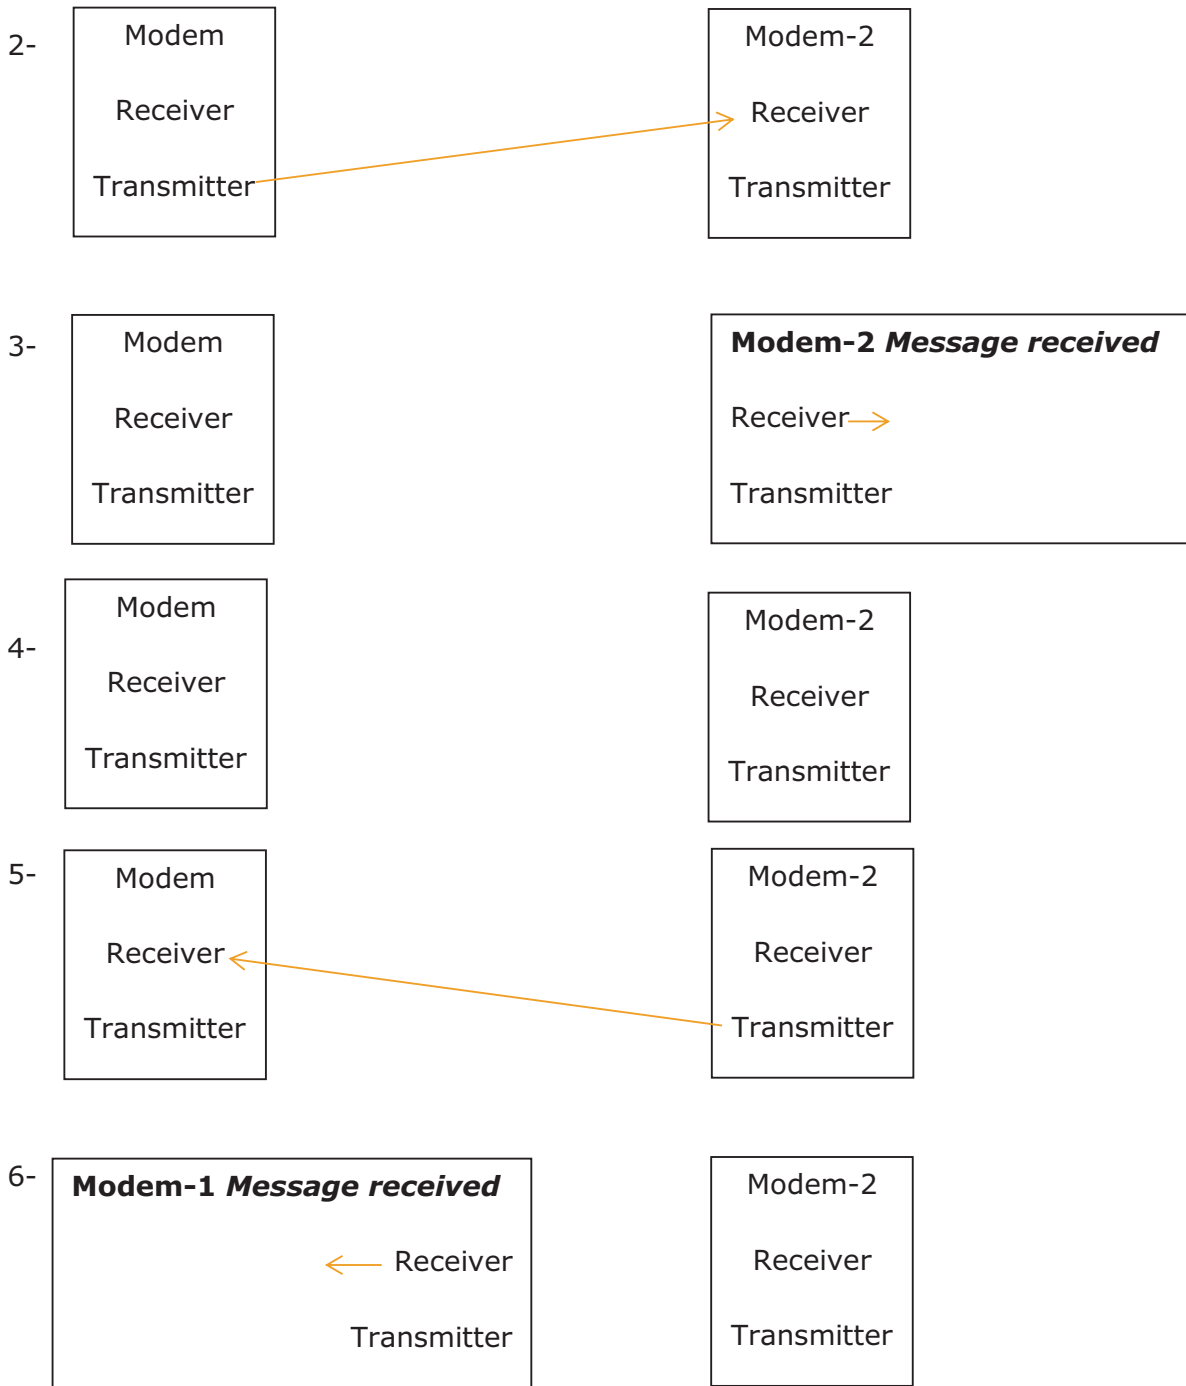 2-
Modem
Receiver
Transmitter
Modem-2
Receiver
Transmitter
3-
Modem
Receiver
Transmitter
Modem-2 Message received
Receiver
Transmitter
4-
Modem
Receiver
Transmitter
Modem-2
Receiver
Transmitter
5-
Modem
Receiver
Transmitter
Modem-2
Receiver
Transmitter
6-
Modem-1 Message received
Receiver
Transmitter
Modem-2
Receiver
Transmitter